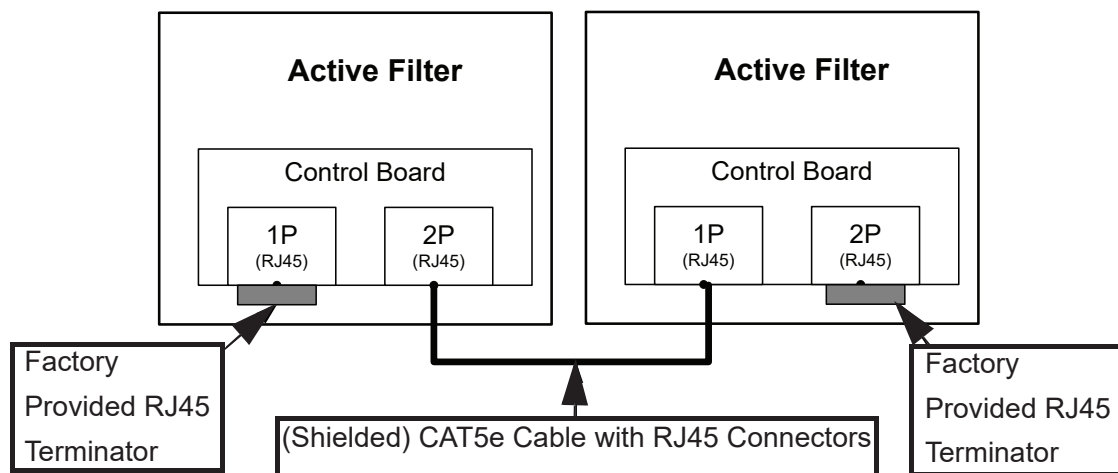 Active Filter
Control Board
1P
(RJ45)
2P
(RJ45)
Active Filter
Control Board
1P
(RJ45)
2P
(RJ45)
Factory
Provided RJ45
Terminator
(Shielded) CAT5e Cable with RJ45 Connectors
Factory
Provided RJ45
Terminator